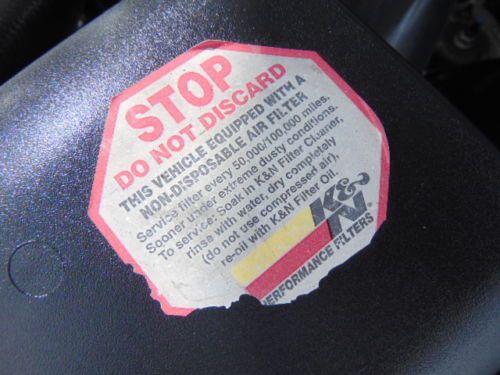 STOP
DO NOT DISCARD
THIS VEHICLE EQUIPPED WITH A
NON-DISPOSABLE AIR FILTER
Service filter every 50,000/100,000 miles.
Sooner under extreme dusty conditions.
To service: Soak in K&N Filter Cleaner,
rinse with water, dry completely
(do not use compressed air),
re-oil with K&N Filter Oil.
K&N
PERFORMANCE FILTERS